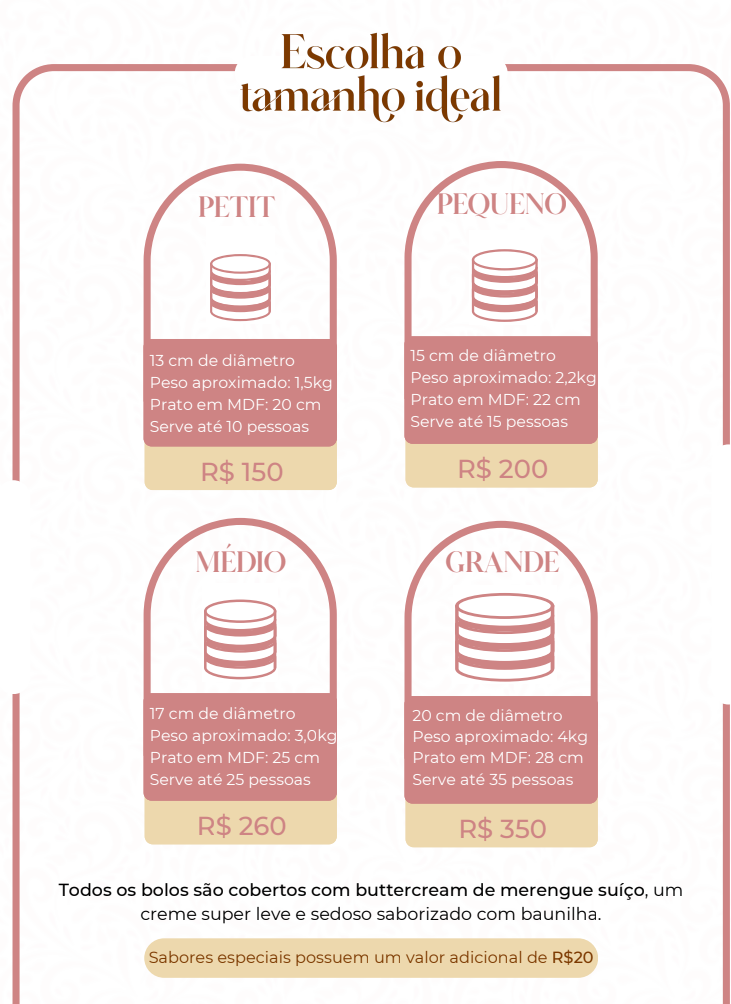 Escolha o
tamanho ideal
PETIT
13 cm de diâmetro
Peso aproximado: 1,5kg
Prato em MDF: 20 cm
Serve até 10 pessoas
R$ 150
PEQUENO
15 cm de diâmetro
Peso aproximado: 2,2kg
Prato em MDF: 22 cm
Serve até 15 pessoas
R$ 200
MÉDIO
17 cm de diâmetro
Peso aproximado: 3,0kg
Prato em MDF: 25 cm
Serve até 25 pessoas
R$ 260
GRANDE
20 cm de diâmetro
Peso aproximado: 4kg
Prato em MDF: 28 cm
Serve até 35 pessoas
R$ 350
Todos os bolos são cobertos com buttercream de merengue suíço, um
creme super leve e sedoso saborizado com baunilha.
Sabores especiais possuem um valor adicional de R$20